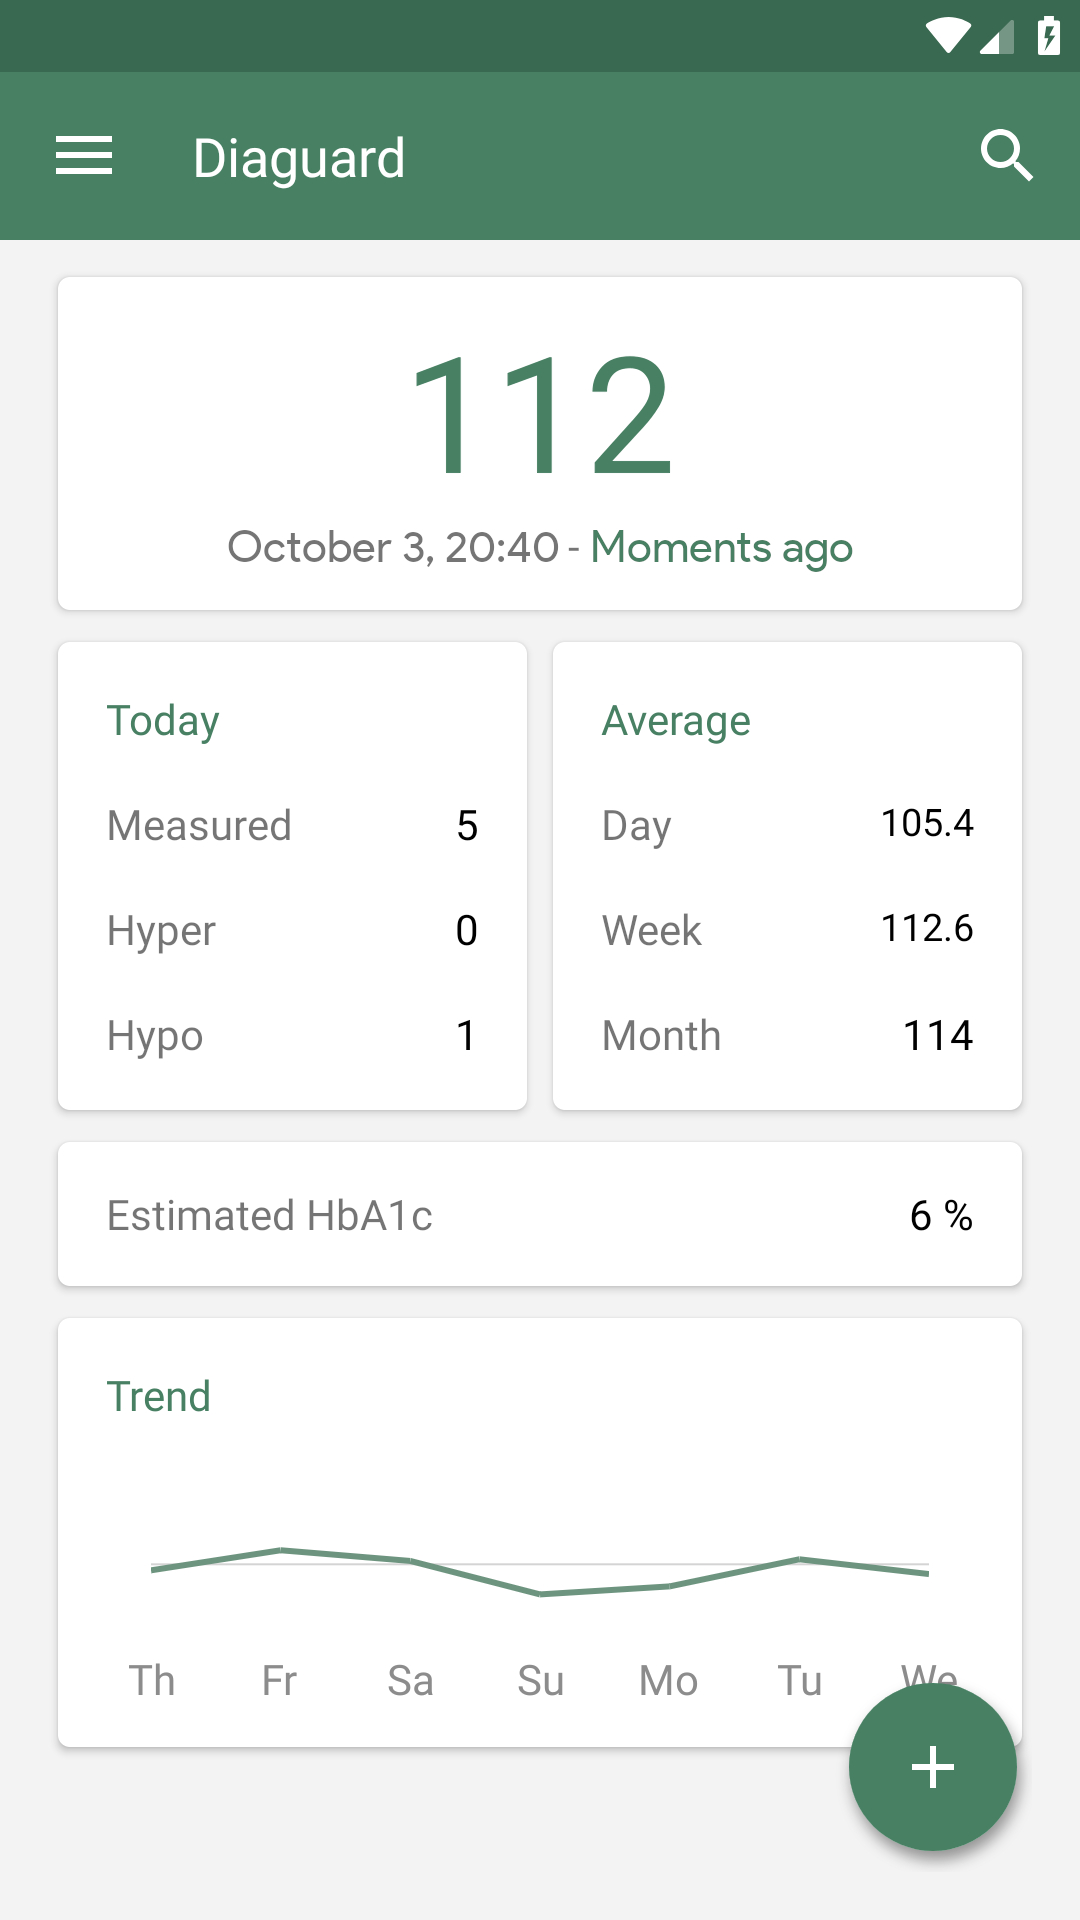 Diaguard
112
October 3, 20:40 - Moments ago
Today
Measured 5
Hyper 0
Hypo 1
Average
Day 105.4
Week 112.6
Month 114
Estimated HbA1c 6 %
Trend
Th Fr Sa Su Mo Tu We